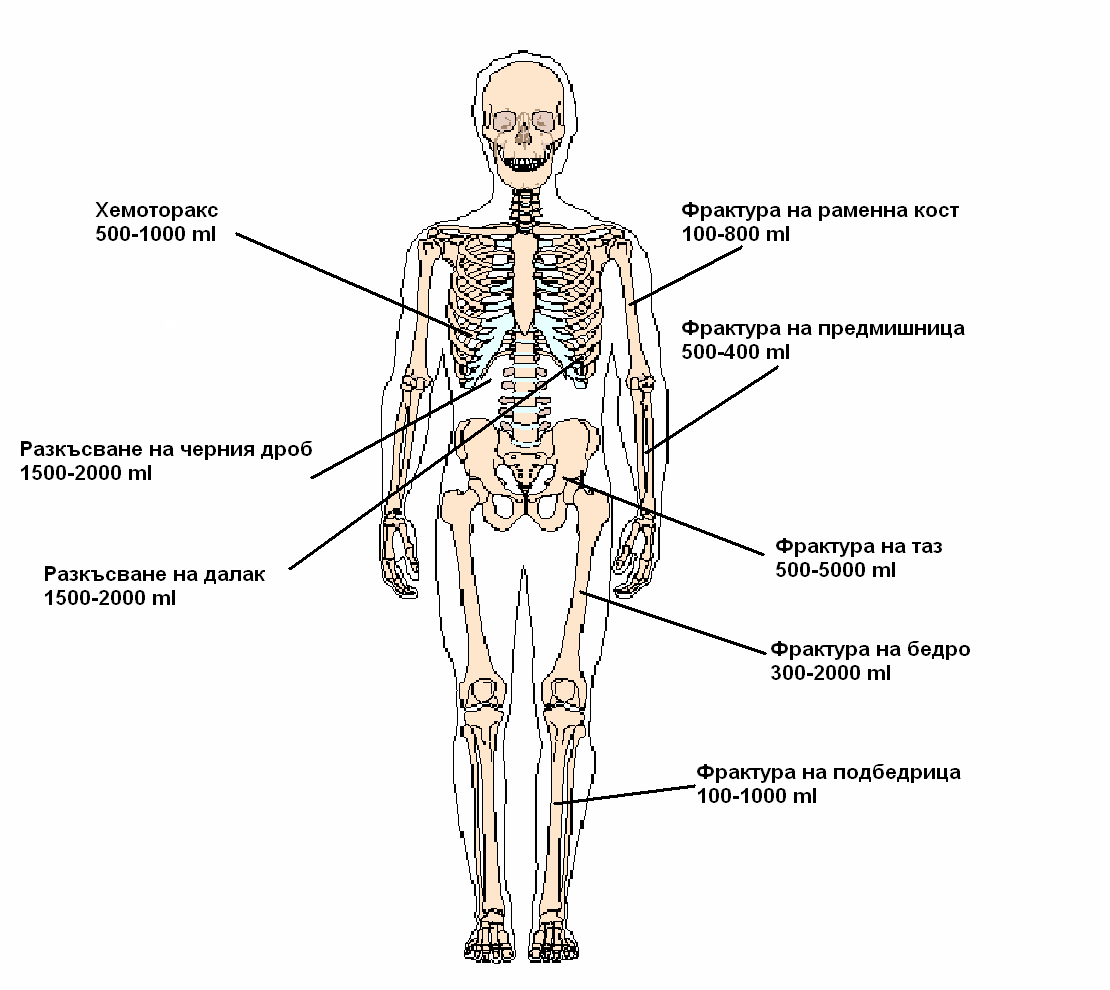 Хемоторакс
500-1000 ml
Фрактура на раменна кост
100-800 ml
Фрактура на предмишница
500-400 ml
Разкъсване на черния дроб
1500-2000 ml
Фрактура на таз
500-5000 ml
Разкъсване на далак
1500-2000 ml
Фрактура на бедро
300-2000 ml
Фрактура на подбедрица
100-1000 ml